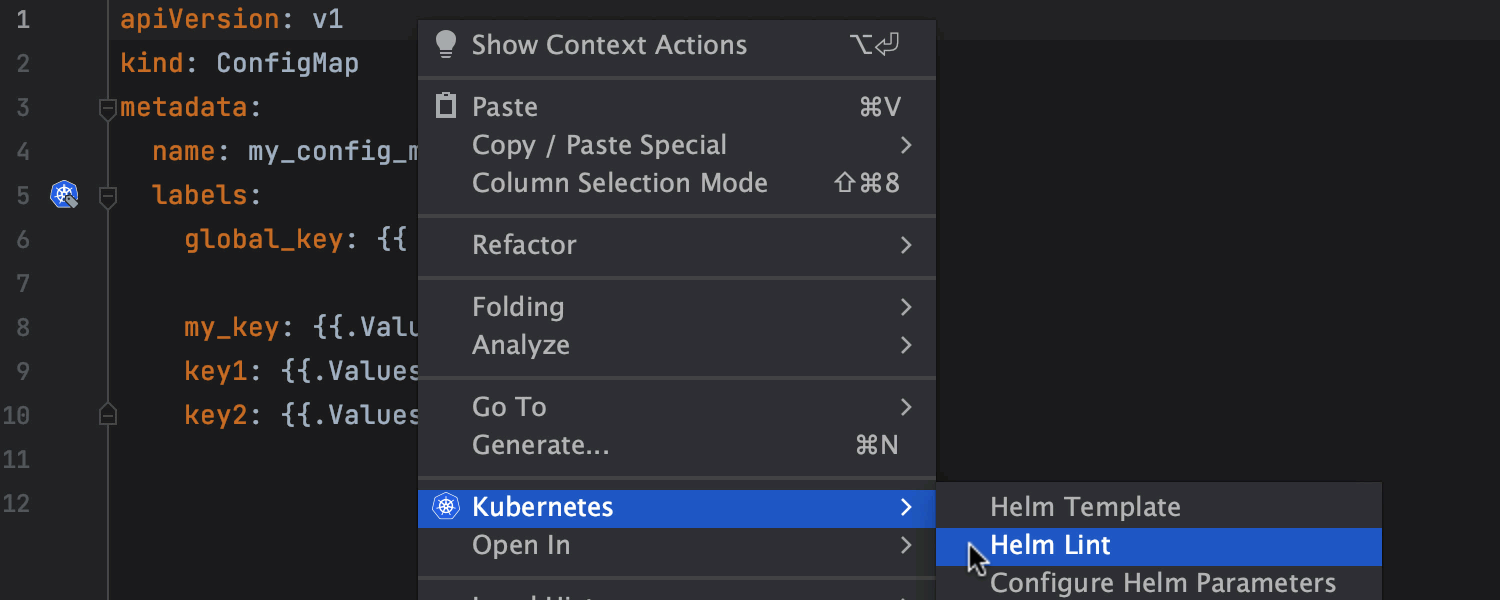 1 apiVersion: v1
2 kind: ConfigMap
3 metadata:
4 name: my_config_m
5 labels:
6 global_key: {{
7
8 my_key: {{.Valu
9 key1: {{.Values
10 key2: {{.Values
11
12
Show Context Actions ⌥⏎
Paste ⌘V
Copy / Paste Special
Column Selection Mode ⇧⌘8
Refactor
Folding
Analyze
Go To
Generate... ⌘N
Kubernetes
Open In
Helm Template
Helm Lint
Configure Helm Parameters